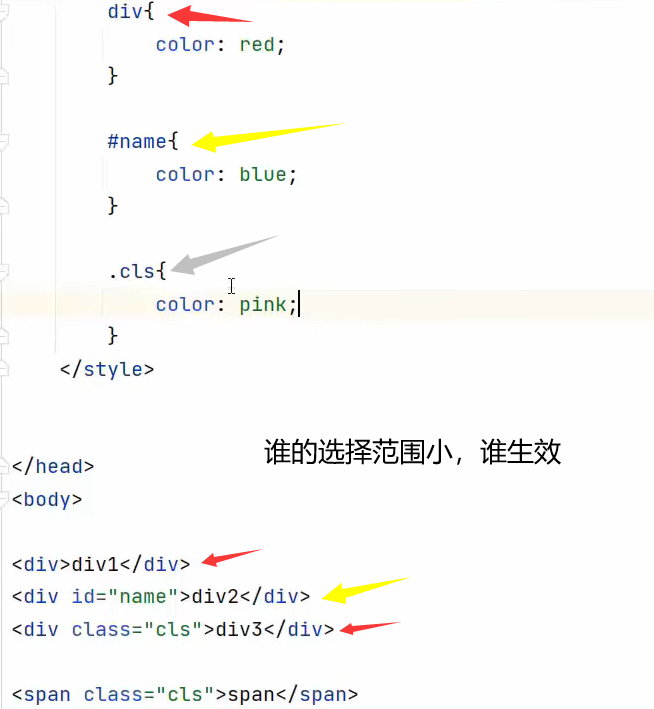 div{
color: red;
}
#name{
color: blue;
}
.cls{
color: pink;
}
</style>
谁的选择范围小，谁生效
</head>
<body>
<div>div1</div>
<div id="name">div2</div>
<div class="cls">div3</div>
<span class="cls">span</span>